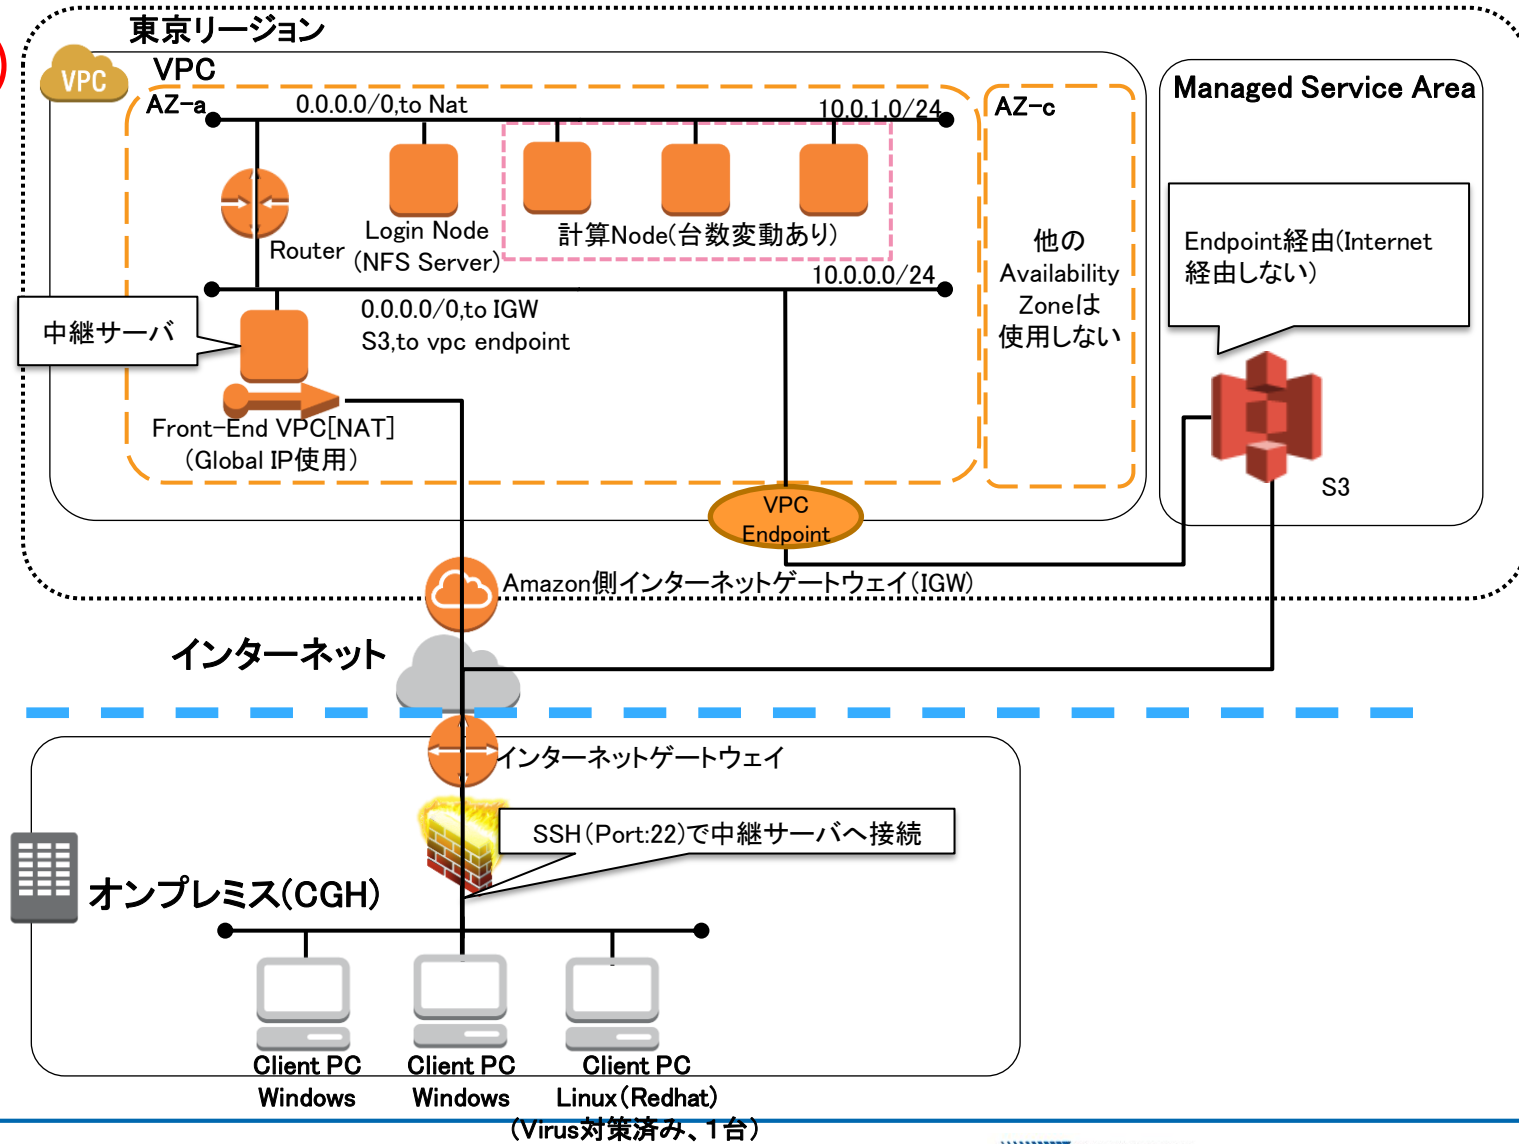 東京リージョン
VPC
VPC
AZ-a
0.0.0.0/0,to Nat
10.0.1.0/24
AZ-c
Managed Service Area
Router
Login Node
(NFS Server)
計算Node(台数変動あり)
10.0.0.0/24
他の
Availability
Zoneは
使用しない
Endpoint経由(Internet
経由しない)
中継サーバ
0.0.0.0/0,to IGW
S3,to vpc endpoint
Front-End VPC[NAT]
(Global IP使用)
S3
VPC
Endpoint
Amazon側インターネットゲートウェイ(IGW)
インターネット
インターネットゲートウェイ
SSH(Port:22)で中継サーバへ接続
オンプレミス(CGH)
Client PC
Windows
Client PC
Windows
Client PC
Linux(Redhat)
(Virus対策済み、1台)